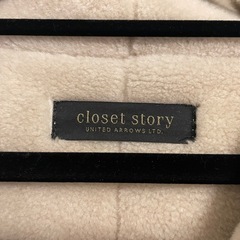 closet story
UNITED ARROWS LTD.